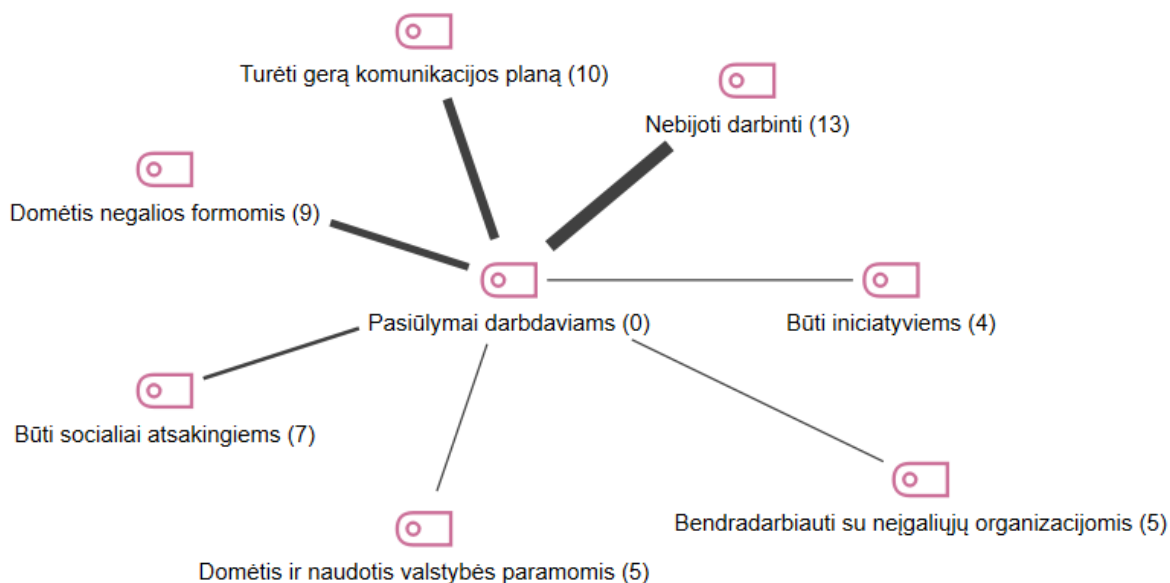 Turėti gerą komunikacijos planą (10)
Nebijoti darbinti (13)
Domėtis negalios formomis (9)
Pasiūlymai darbdaviams (0)
Būti iniciatyviems (4)
Būti socialiai atsakingiems (7)
Bendradarbiauti su neįgaliųjų organizacijomis (5)
Domėtis ir naudotis valstybės paramomis (5)